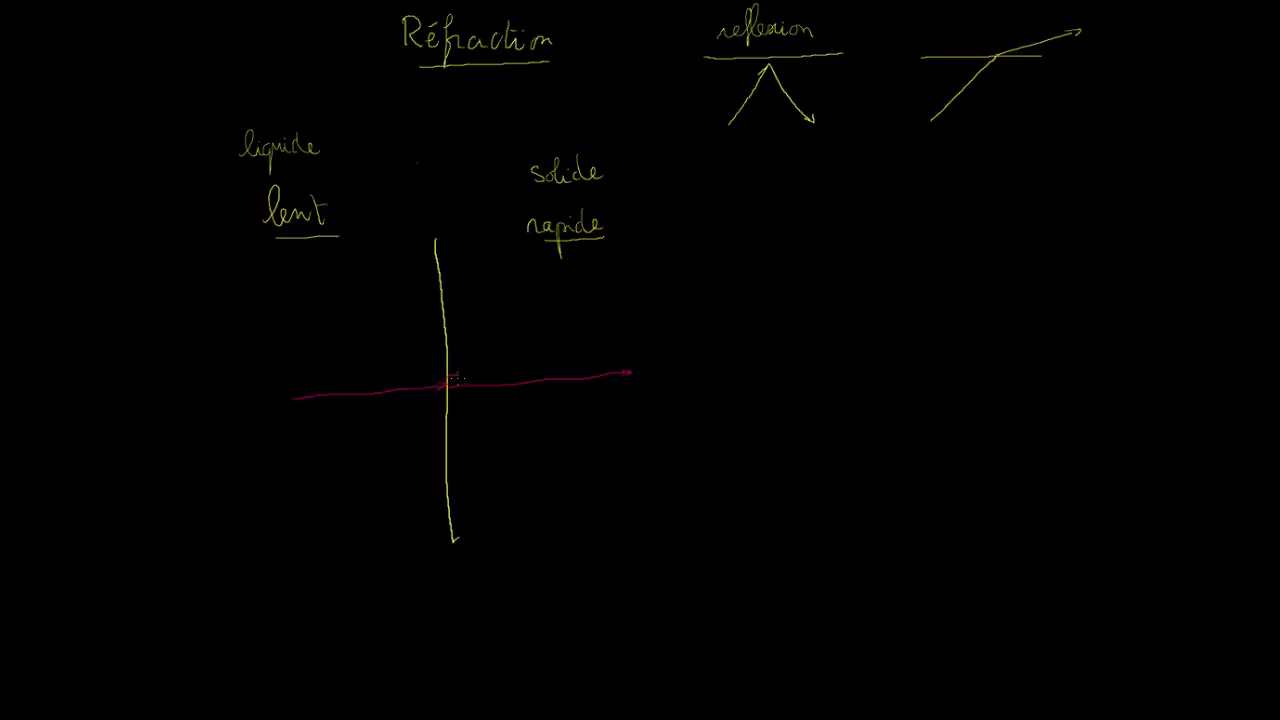 Réfraction
reflexion
liquide
lent
solide
rapide